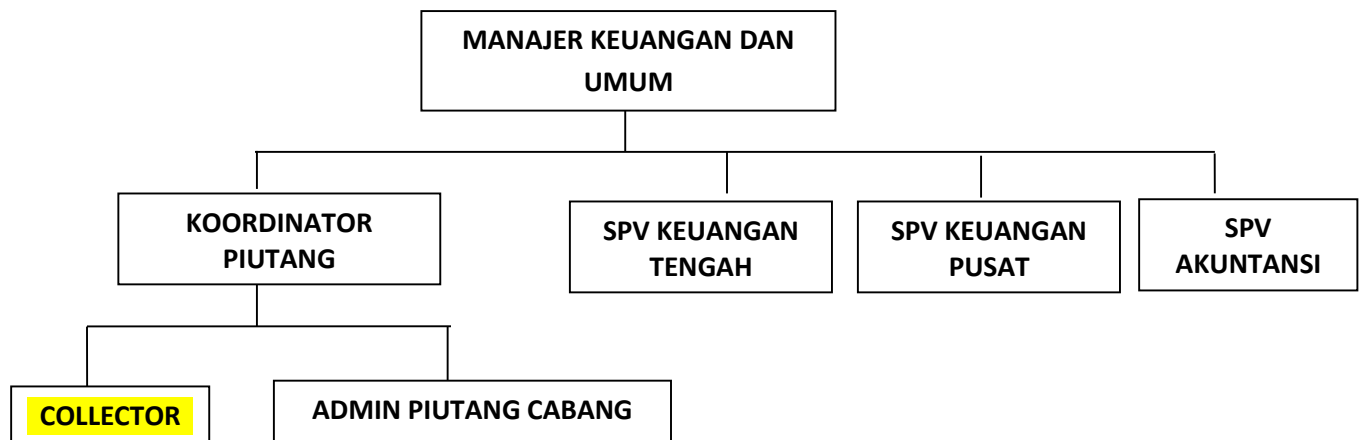 MANAJER KEUANGAN DAN
UMUM
KOORDINATOR
PIUTANG
SPV KEUANGAN
TENGAH
SPV KEUANGAN
PUSAT
SPV
AKUNTANSI
COLLECTOR
ADMIN PIUTANG CABANG